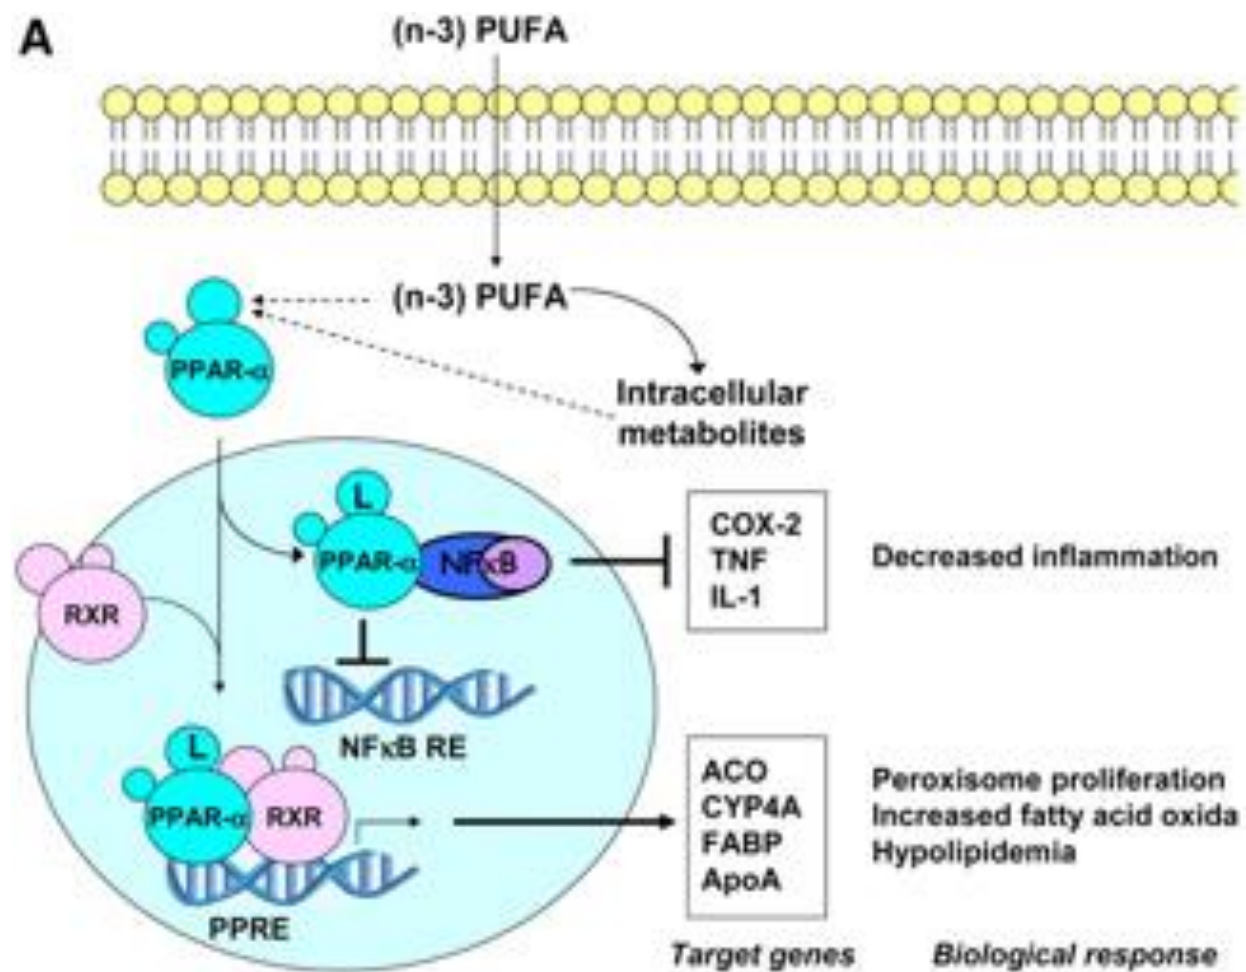 A
(n-3) PUFA
(n-3) PUFA
PPAR-α
Intracellular
metabolites
L
PPAR-α
NFκB
COX-2
TNF
IL-1
Decreased inflammation
RXR
NFκB RE
L
PPAR-α
RXR
ACO
CYP4A
FABP
ApoA
Peroxisome proliferation
Increased fatty acid oxida
Hypolipidemia
PPRE
Target genes
Biological response